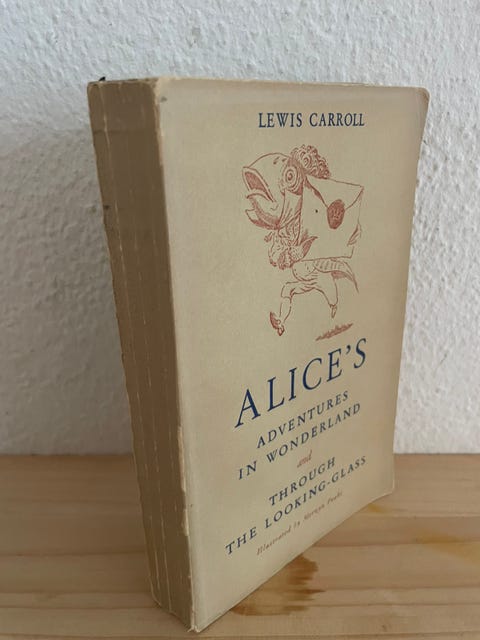 LEWIS CARROLL
ALICE'S
ADVENTURES
IN WONDERLAND
and
THROUGH
THE LOOKING-GLASS
Illustrated by Mervyn Peake